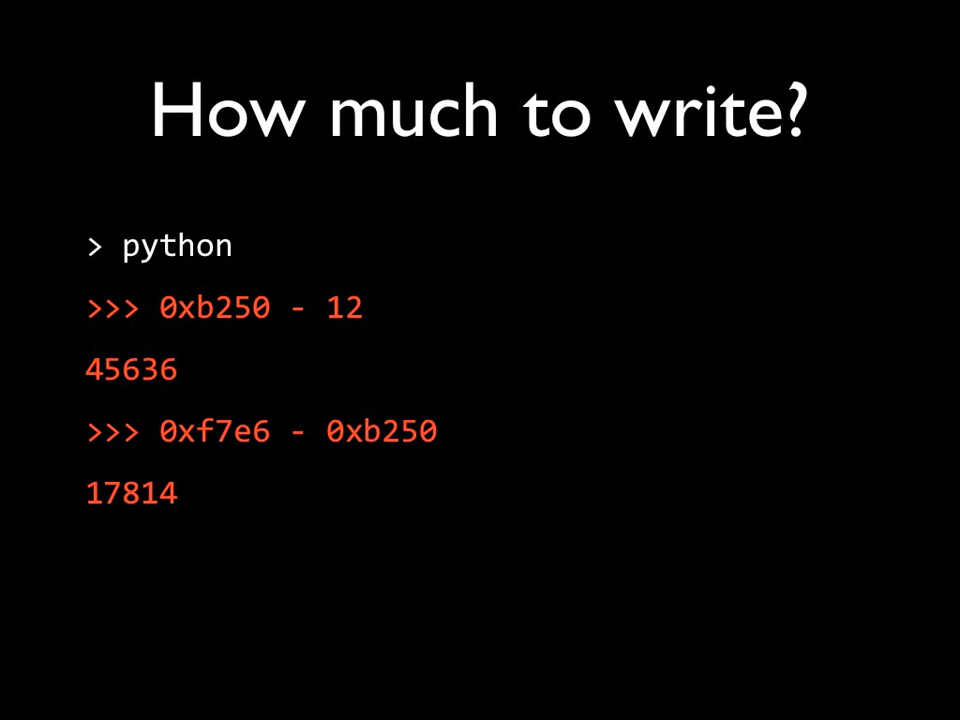 How much to write?
> python
>>> 0xb250 - 12
45636
>>> 0xf7e6 - 0xb250
17814